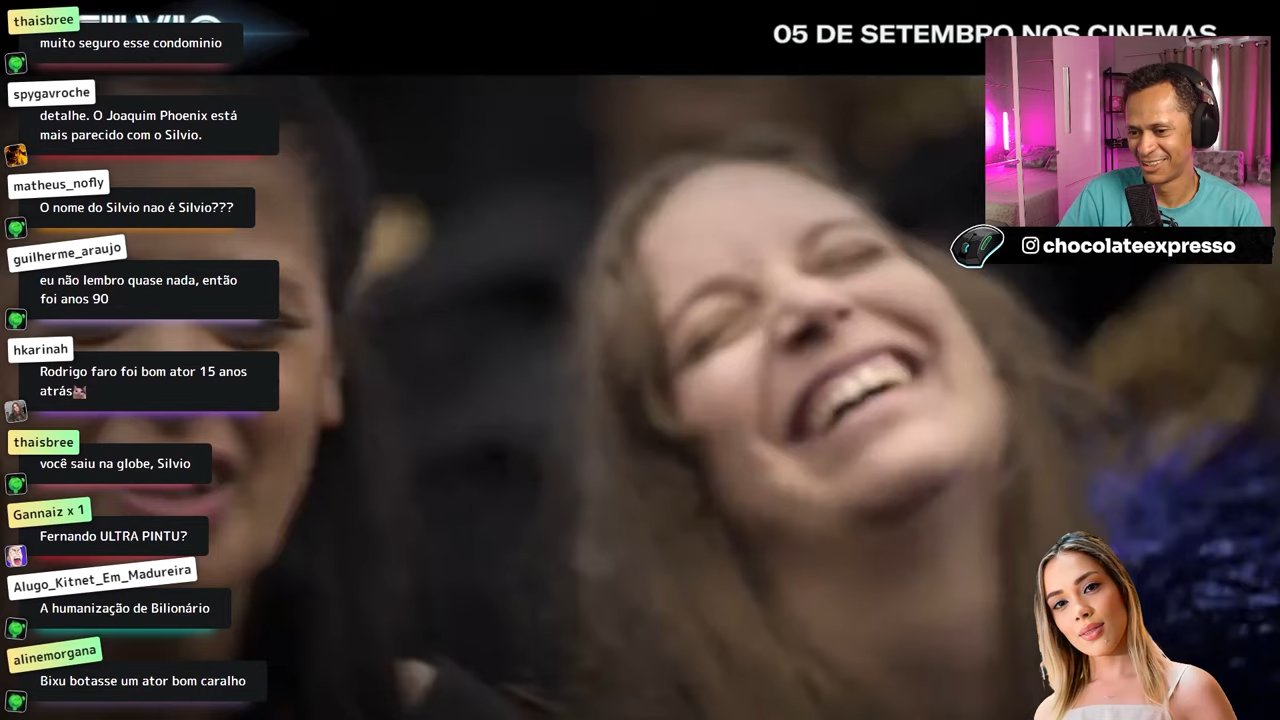 SILVIO
05 DE SETEMBRO NOS CINEMAS
thaisbree
muito seguro esse condominio
spygavroche
detalhe. O Joaquim Phoenix está
mais parecido com o Silvio.
matheus_nofly
O nome do Silvio nao é Silvio???
guilherme_araujo
eu não lembro quase nada, então
foi anos 90
hkarinah
Rodrigo faro foi bom ator 15 anos
atrás
thaisbree
você saiu na globe, Silvio
Gannaiz x 1
Fernando ULTRA PINTU?
Alugo_Kitnet_Em_Madureira
A humanização de Bilionário
alinemorgana
Bixu botasse um ator bom caralho
chocolateexpresso